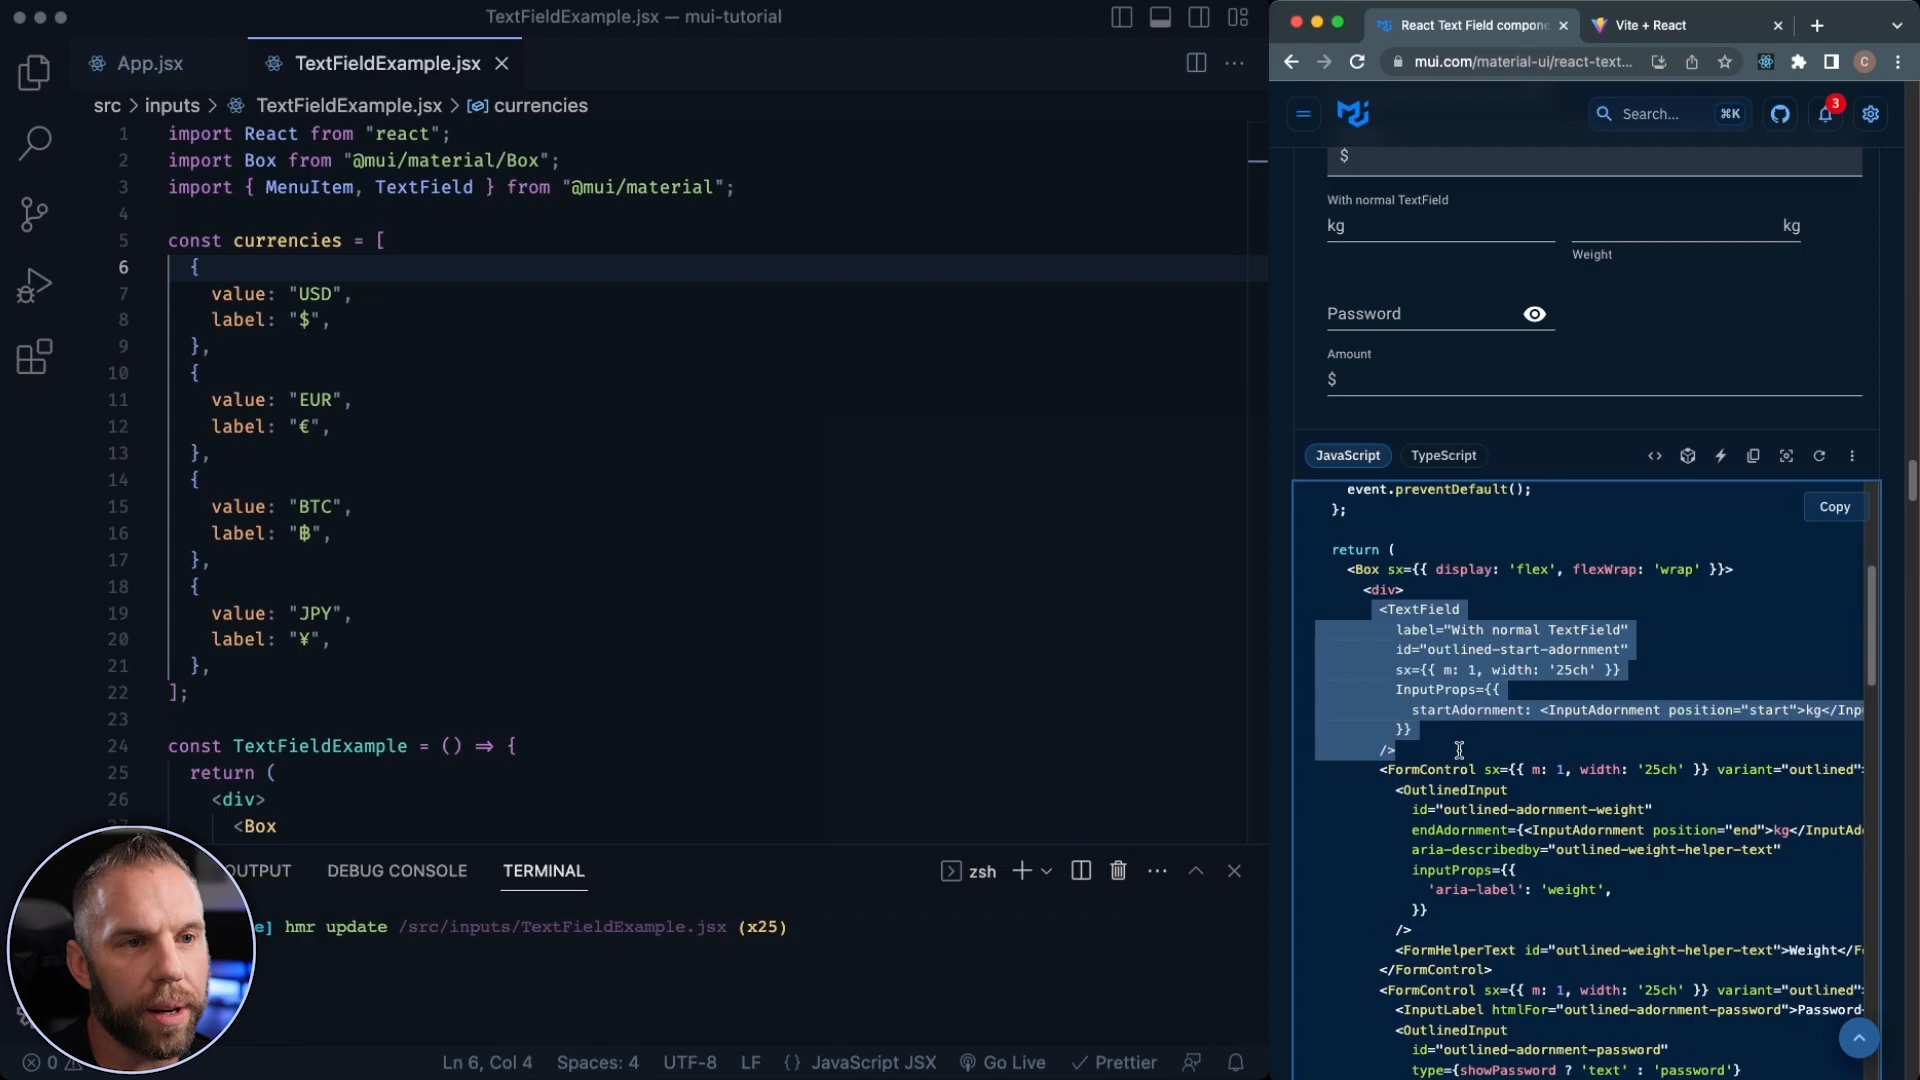 TextFieldExample.jsx — mui-tutorial
App.jsx
TextFieldExample.jsx
src > inputs > TextFieldExample.jsx > currencies
1 import React from "react";
2 import Box from "@mui/material/Box";
3 import { MenuItem, TextField } from "@mui/material";
4
5 const currencies = [
6 {
7 value: "USD",
8 label: "$",
9 },
10 {
11 value: "EUR",
12 label: "€",
13 },
14 {
15 value: "BTC",
16 label: "฿",
17 },
18 {
19 value: "JPY",
20 label: "¥",
21 },
22 ];
23
24 const TextFieldExample = () => {
25 return (
26 <div>
<Box
OUTPUT
DEBUG CONSOLE
TERMINAL
zsh
e] hmr update /src/inputs/TextFieldExample.jsx (x25)
0
Ln 6, Col 4
Spaces: 4
UTF-8
LF
{} JavaScript JSX
Go Live
Prettier
React Text Field compon
Vite + React
mui.com/material-ui/react-text...
C
Search...
⌘K
3
$
With normal TextField
kg
kg
Weight
Password
Amount
$
JavaScript
TypeScript
Copy
event.preventDefault();
};
return (
<Box sx={{ display: 'flex', flexWrap: 'wrap' }}>
<div>
<TextField
label="With normal TextField"
id="outlined-start-adornment"
sx={{ m: 1, width: '25ch' }}
InputProps={{
startAdornment: <InputAdornment position="start">kg</Inp
}}
/>
<FormControl sx={{ m: 1, width: '25ch' }} variant="outlined">
<OutlinedInput
id="outlined-adornment-weight"
endAdornment={<InputAdornment position="end">kg</InputAd
aria-describedby="outlined-weight-helper-text"
inputProps={{
'aria-label': 'weight',
}}
/>
<FormHelperText id="outlined-weight-helper-text">Weight</F
</FormControl>
<FormControl sx={{ m: 1, width: '25ch' }} variant="outlined">
<InputLabel htmlFor="outlined-adornment-password">Password
<OutlinedInput
id="outlined-adornment-password"
type={showPassword ? 'text' : 'password'}